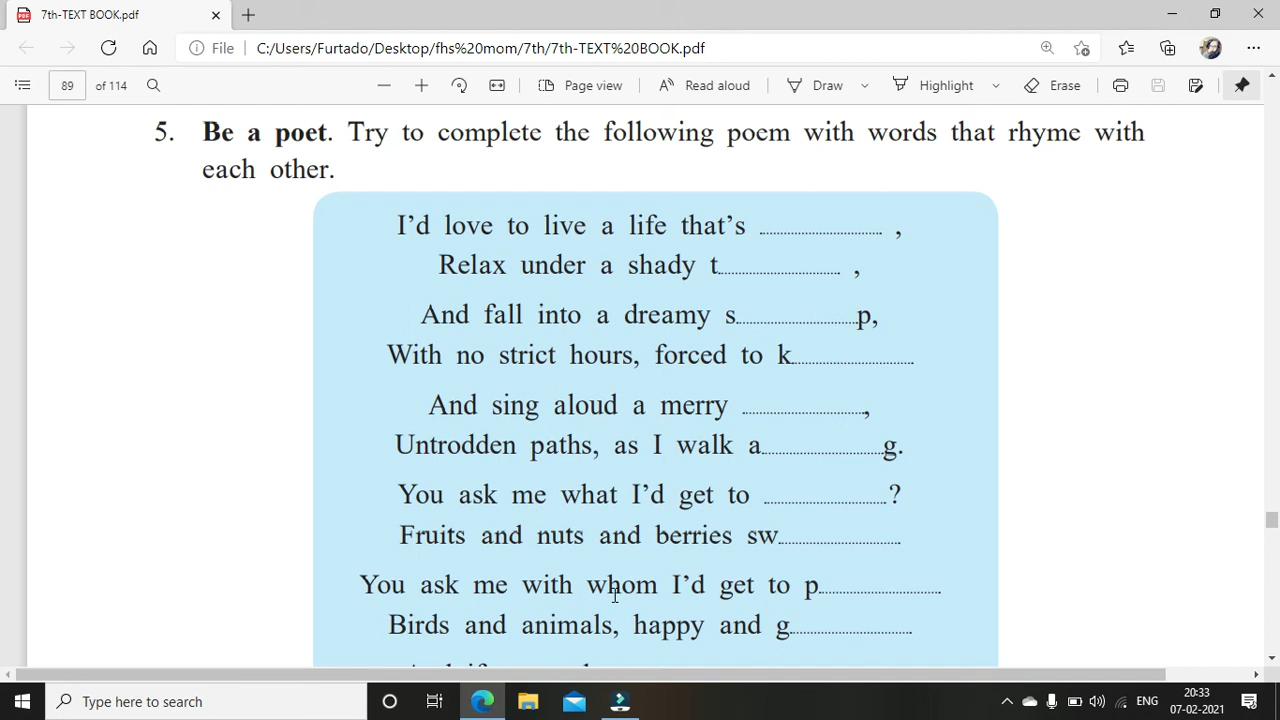 7th-TEXT BOOK.pdf
File C:/Users/Furtado/Desktop/fhs%20mom/7th/7th-TEXT%20BOOK.pdf
89 of 114 Page view Read aloud Draw Highlight Erase
5. Be a poet. Try to complete the following poem with words that rhyme with
each other.
I'd love to live a life that's .................... ,
Relax under a shady t.................... ,
And fall into a dreamy s....................p,
With no strict hours, forced to k....................
And sing aloud a merry ....................,
Untrodden paths, as I walk a....................g.
You ask me what I'd get to ....................?
Fruits and nuts and berries sw....................
You ask me with whom I'd get to p....................
Birds and animals, happy and g....................
Type here to search
ENG
20:33
07-02-2021